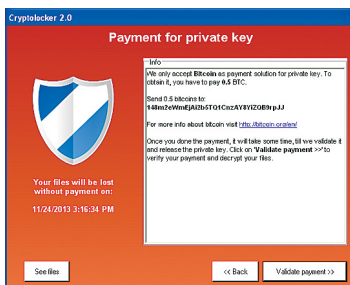 Cryptolocker 2.0
Payment for private key
Info
We only accept Bitcoin as payment solution for private key. To
obtain it, you have to pay 0.5 BTC.
Send 0.5 bitcoins to:
For more info about bitcoin visit http://bitcoin.org/en/
Once you done the payment, it will take some time, till we validate it
and release the private key. Click on "Validate payment >>" to
verify your payment and decrypt your files.
Your files will be lost
without payment on:
11/24/2013 3:16:34 PM
See files
<< Back
Validate payment >>